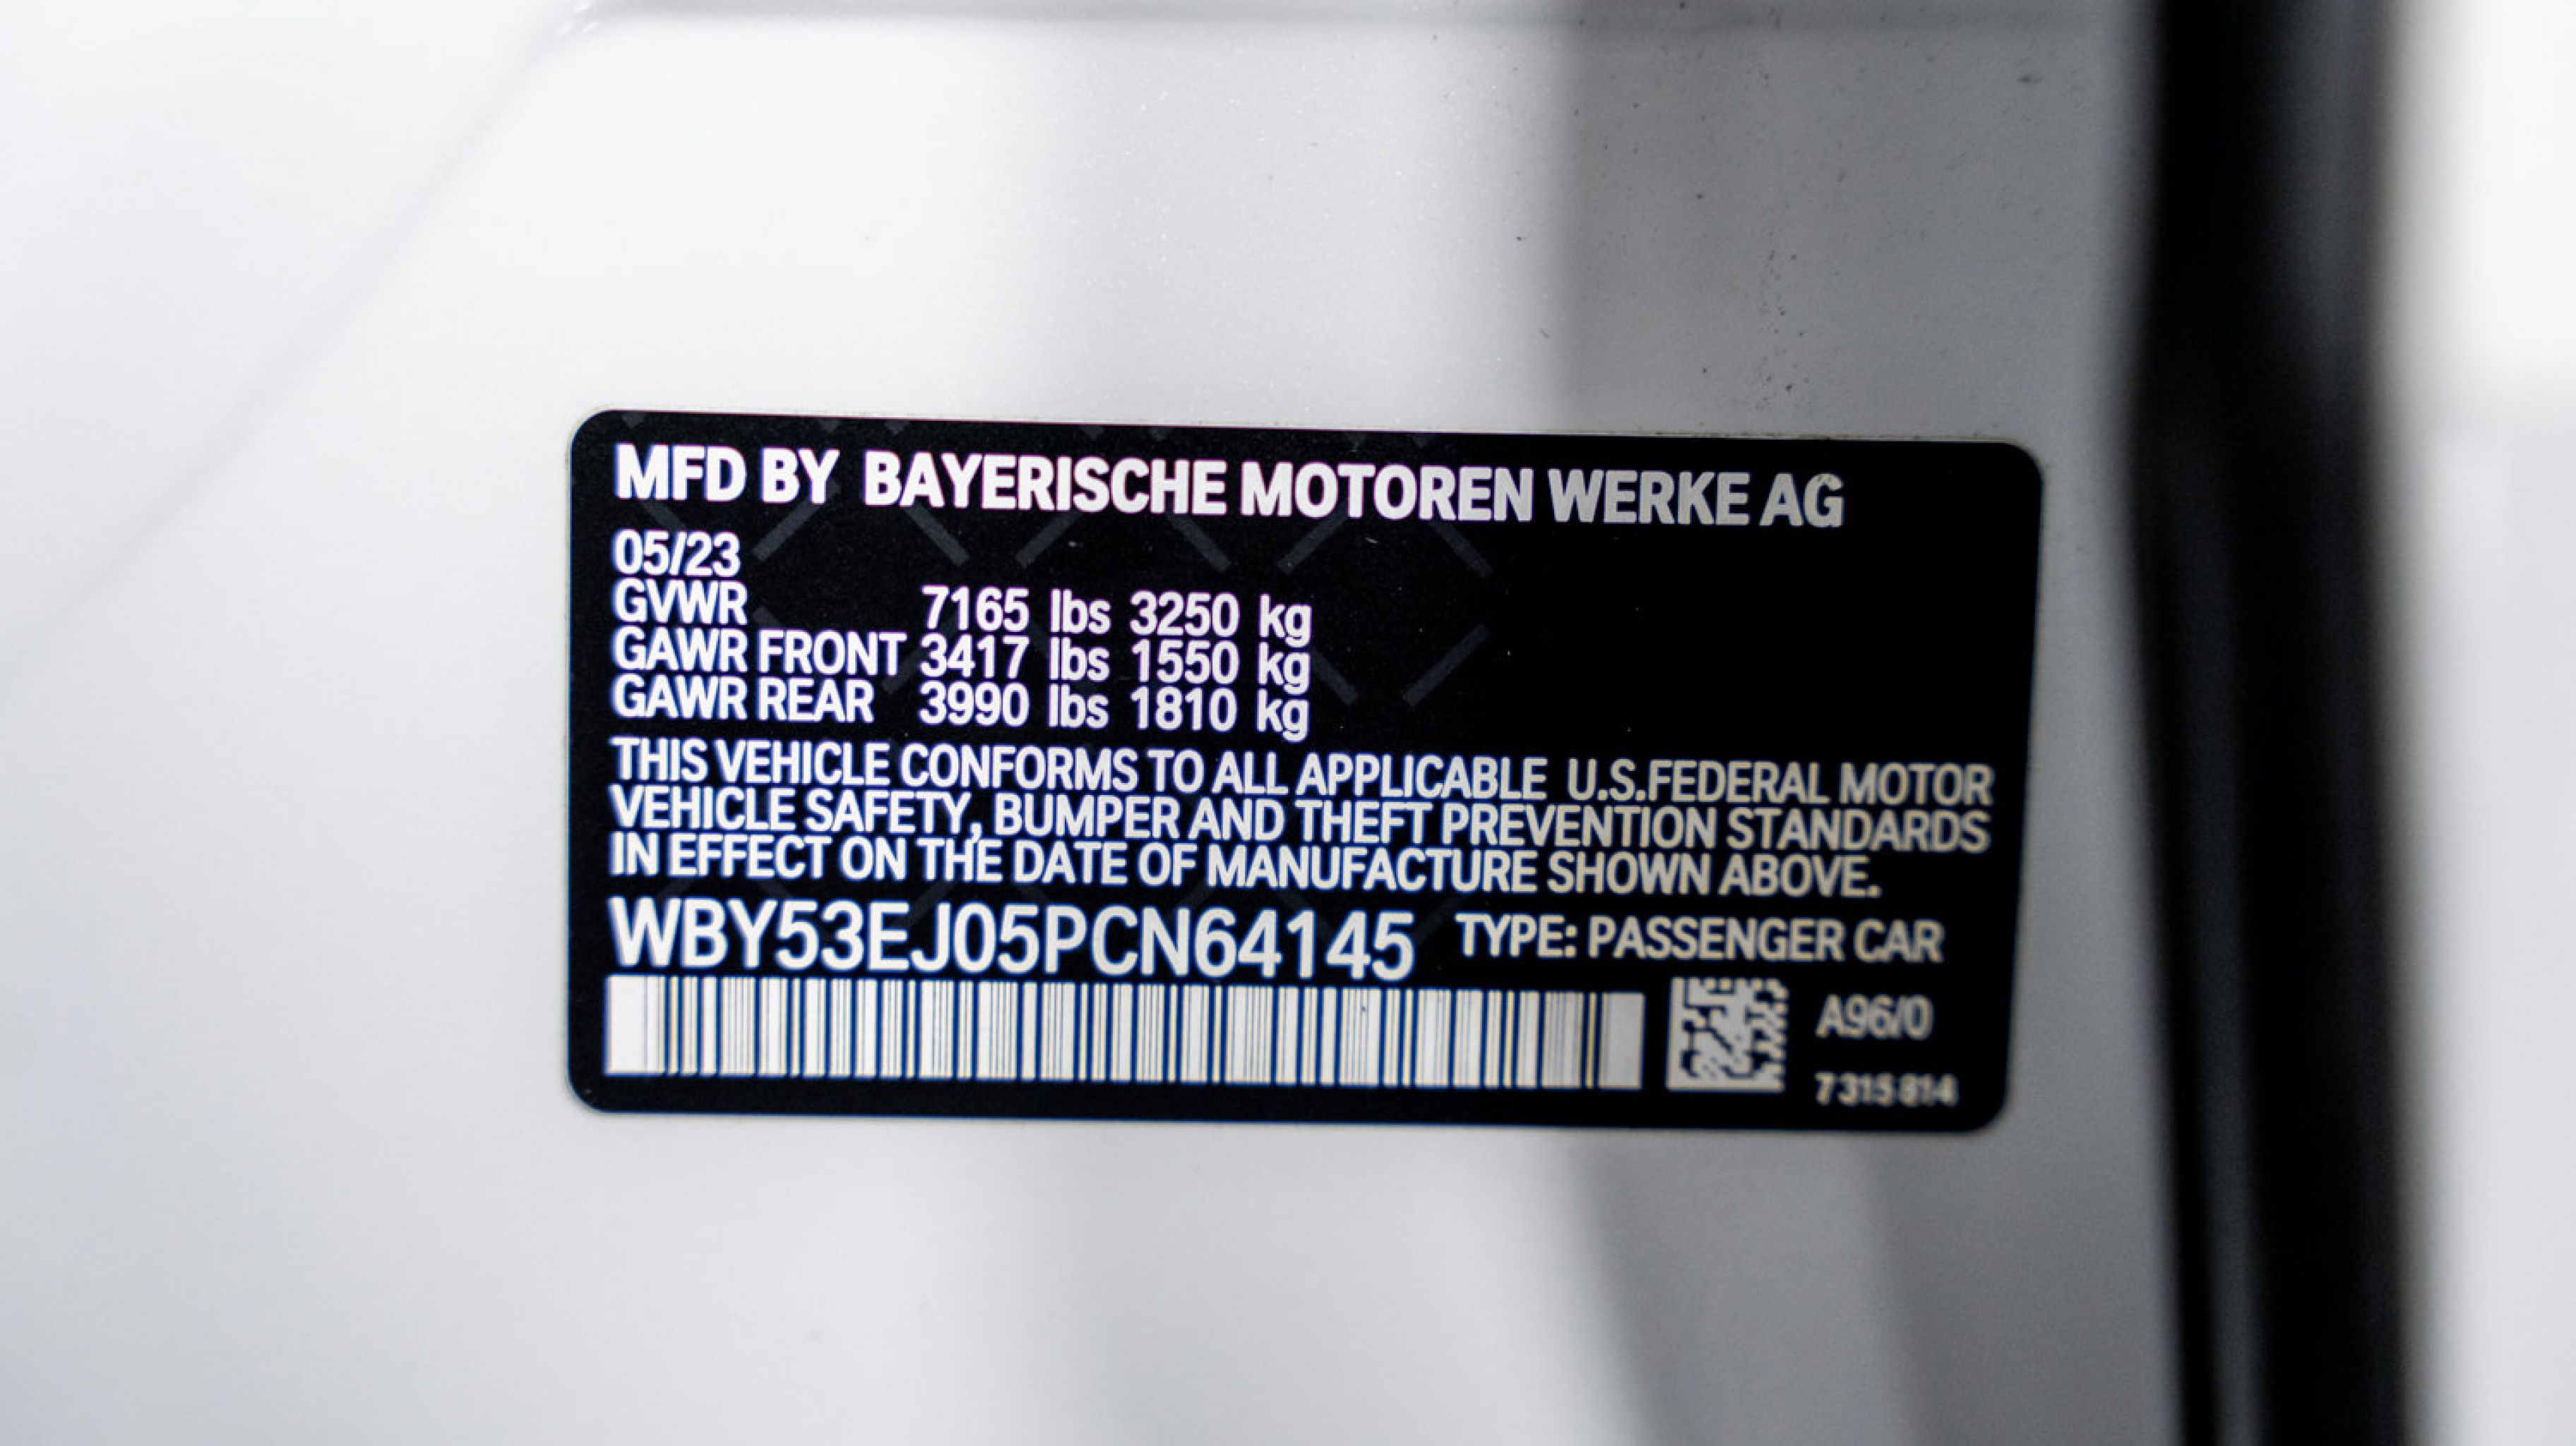 MFD BY BAYERISCHE MOTOREN WERKE AG
05/23
GVWR 7165 lbs 3250 kg
GAWR FRONT 3417 lbs 1550 kg
GAWR REAR 3990 lbs 1810 kg
THIS VEHICLE CONFORMS TO ALL APPLICABLE U.S.FEDERAL MOTOR
VEHICLE SAFETY, BUMPER AND THEFT PREVENTION STANDARDS
IN EFFECT ON THE DATE OF MANUFACTURE SHOWN ABOVE.
WBY53EJ05PCN64145 TYPE: PASSENGER CAR
A96/0
7315814